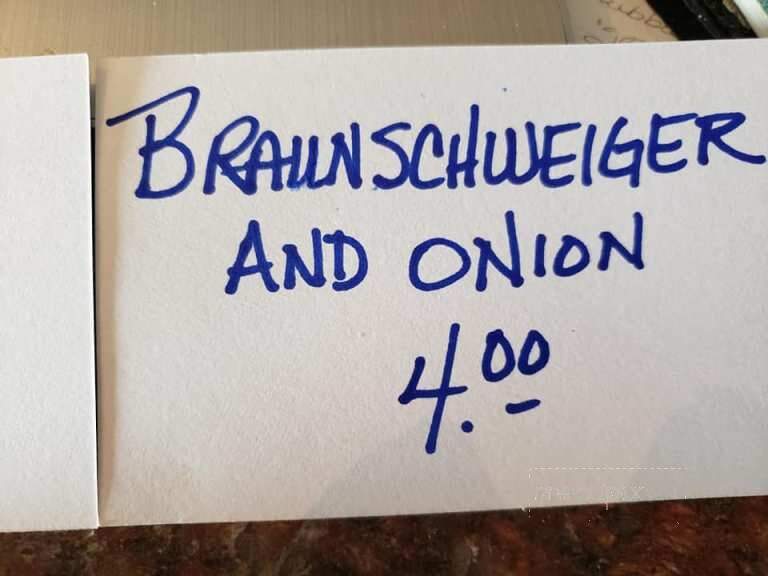 BRAUNSCHWEIGER
AND ONION
4.00